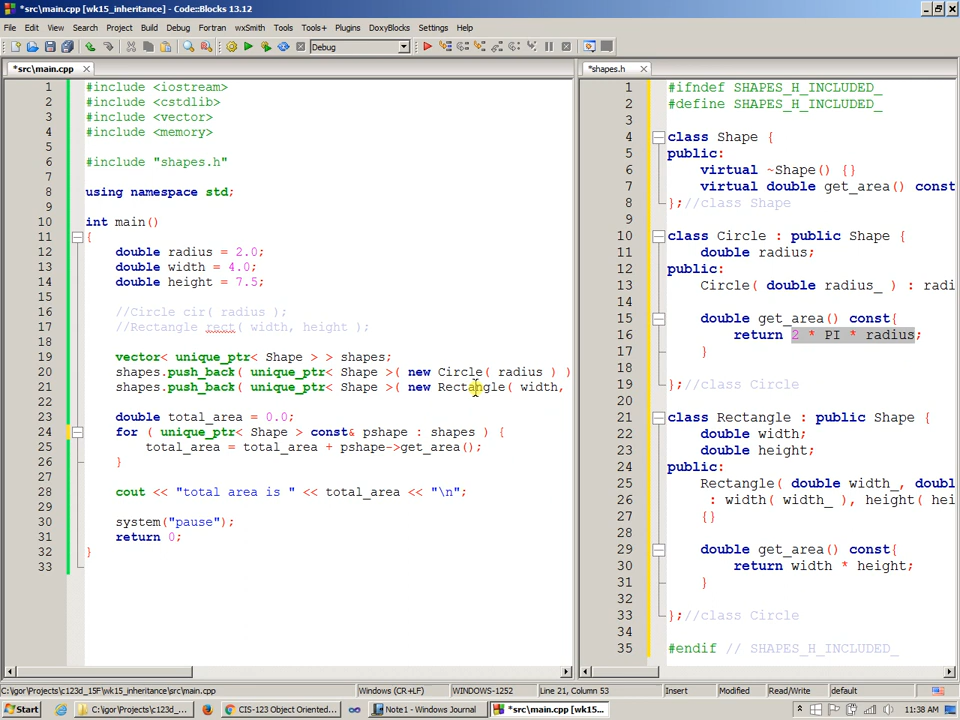 *src\main.cpp [wk15_inheritance] - Code::Blocks 13.12
File Edit View Search Project Build Debug Fortran wxSmith Tools Tools+ Plugins DoxyBlocks Settings Help
Debug
*src\main.cpp
1 #include <iostream>
2 #include <cstdlib>
3 #include <vector>
4 #include <memory>
5
6 #include "shapes.h"
7
8 using namespace std;
9
10 int main()
11 {
12 double radius = 2.0;
13 double width = 4.0;
14 double height = 7.5;
15
16 //Circle cir( radius );
17 //Rectangle rect( width, height );
18
19 vector< unique_ptr< Shape > > shapes;
20 shapes.push_back( unique_ptr< Shape >( new Circle( radius ) )
21 shapes.push_back( unique_ptr< Shape >( new Rectangle( width,
22
23 double total_area = 0.0;
24 for ( unique_ptr< Shape > const& pshape : shapes ) {
25 total_area = total_area + pshape->get_area();
26 }
27
28 cout << "total area is " << total_area << "\n";
29
30 system("pause");
31 return 0;
32 }
33
*shapes.h
1 #ifndef SHAPES_H_INCLUDED_
2 #define SHAPES_H_INCLUDED_
3
4 class Shape {
5 public:
6 virtual ~Shape() {}
7 virtual double get_area() const
8 };//class Shape
9
10 class Circle : public Shape {
11 double radius;
12 public:
13 Circle( double radius_ ) : radi
14
15 double get_area() const{
16 return 2 * PI * radius;
17 }
18
19 };//class Circle
20
21 class Rectangle : public Shape {
22 double width;
23 double height;
24 public:
25 Rectangle( double width_, doubl
26 : width( width_ ), height( hei
27 {}
28
29 double get_area() const{
30 return width * height;
31 }
32
33 };//class Circle
34
35 #endif // SHAPES_H_INCLUDED_
C:\igor\Projects\c123d_15F\wk15_inheritance\src\main.cpp Windows (CR+LF) WINDOWS-1252 Line 21, Column 53 Insert Modified Read/Write default
Start C:\igor\Projects\c123d_... CIS-123 Object Oriented... Note1 - Windows Journal *src\main.cpp [wk15... 11:38 AM